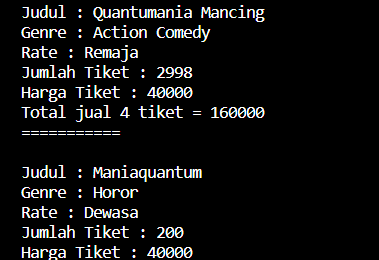 Judul : Quantumania Mancing
Genre : Action Comedy
Rate : Remaja
Jumlah Tiket : 2998
Harga Tiket : 40000
Total jual 4 tiket = 160000
===========
Judul : Maniaquantum
Genre : Horor
Rate : Dewasa
Jumlah Tiket : 200
Harga Tiket : 40000